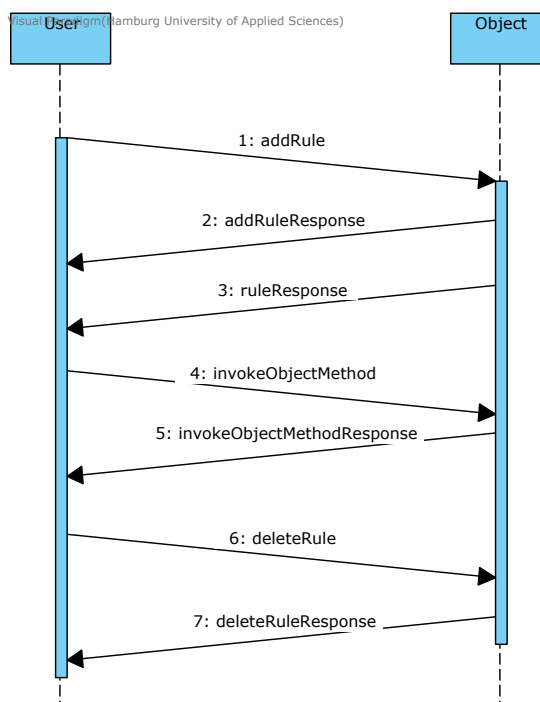 Visual Paradigm(Hamburg University of Applied Sciences)
User
Object
1: addRule
2: addRuleResponse
3: ruleResponse
4: invokeObjectMethod
5: invokeObjectMethodResponse
6: deleteRule
7: deleteRuleResponse